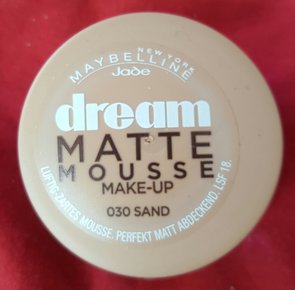 MAYBELLINE
NEW YORK
Jade
dream
MATTE
MOUSSE
MAKE-UP
030 SAND
LUFTIG-ZARTES MOUSSE. PERFEKT MATT ABDECKEND. LSF 18.